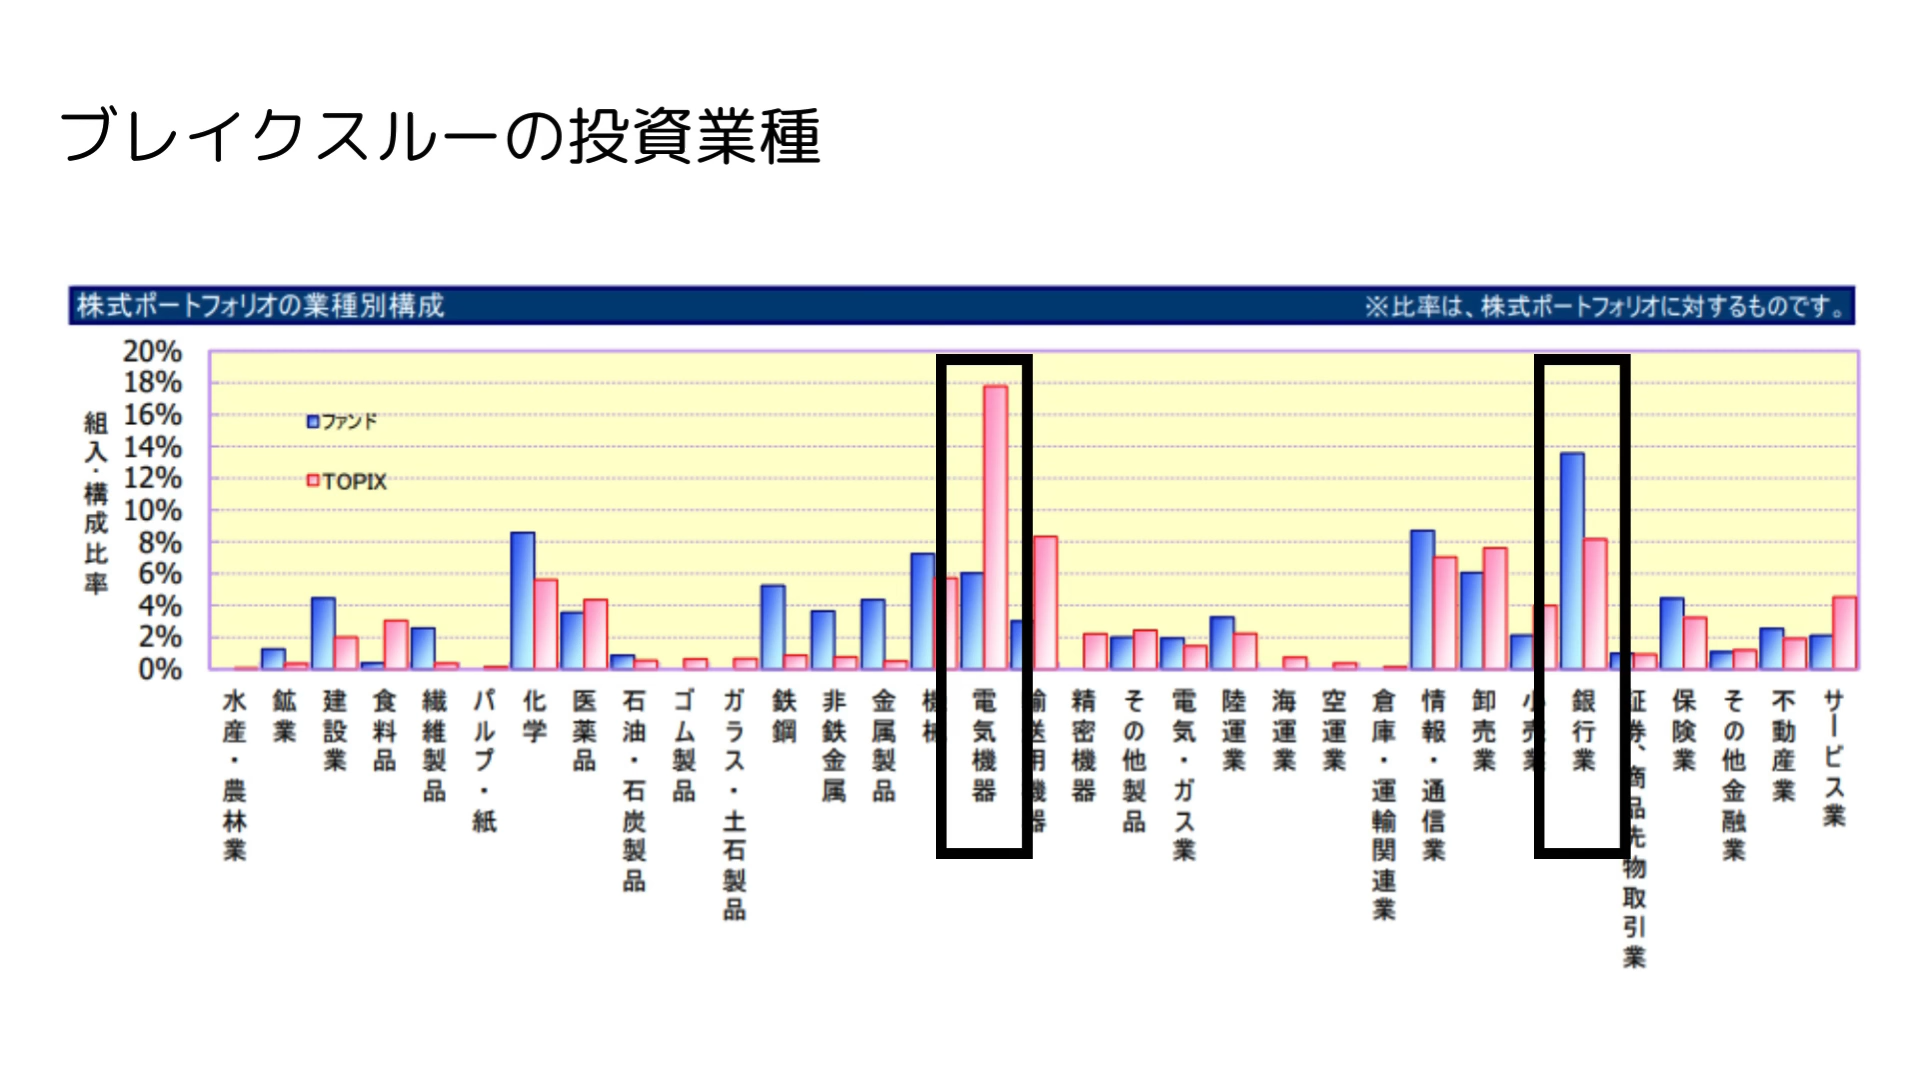 ブレイクスルーの投資業種
株式ポートフォリオの業種別構成
※比率は、株式ポートフォリオに対するものです。
組入・構成比率
20%
18%
16%
14%
12%
10%
8%
6%
4%
2%
0%
ファンド
TOPIX
水産・農林業
鉱業
建設業
食料品
繊維製品
パルプ・紙
化学
医薬品
石油・石炭製品
ゴム製品
ガラス・土石製品
鉄鋼
非鉄金属
金属製品
機械
電気機器
輸送用機器
精密機器
その他製品
電気・ガス業
陸運業
海運業
空運業
倉庫・運輸関連業
情報・通信業
卸売業
小売業
銀行業
証券、商品先物取引業
保険業
その他金融業
不動産業
サービス業